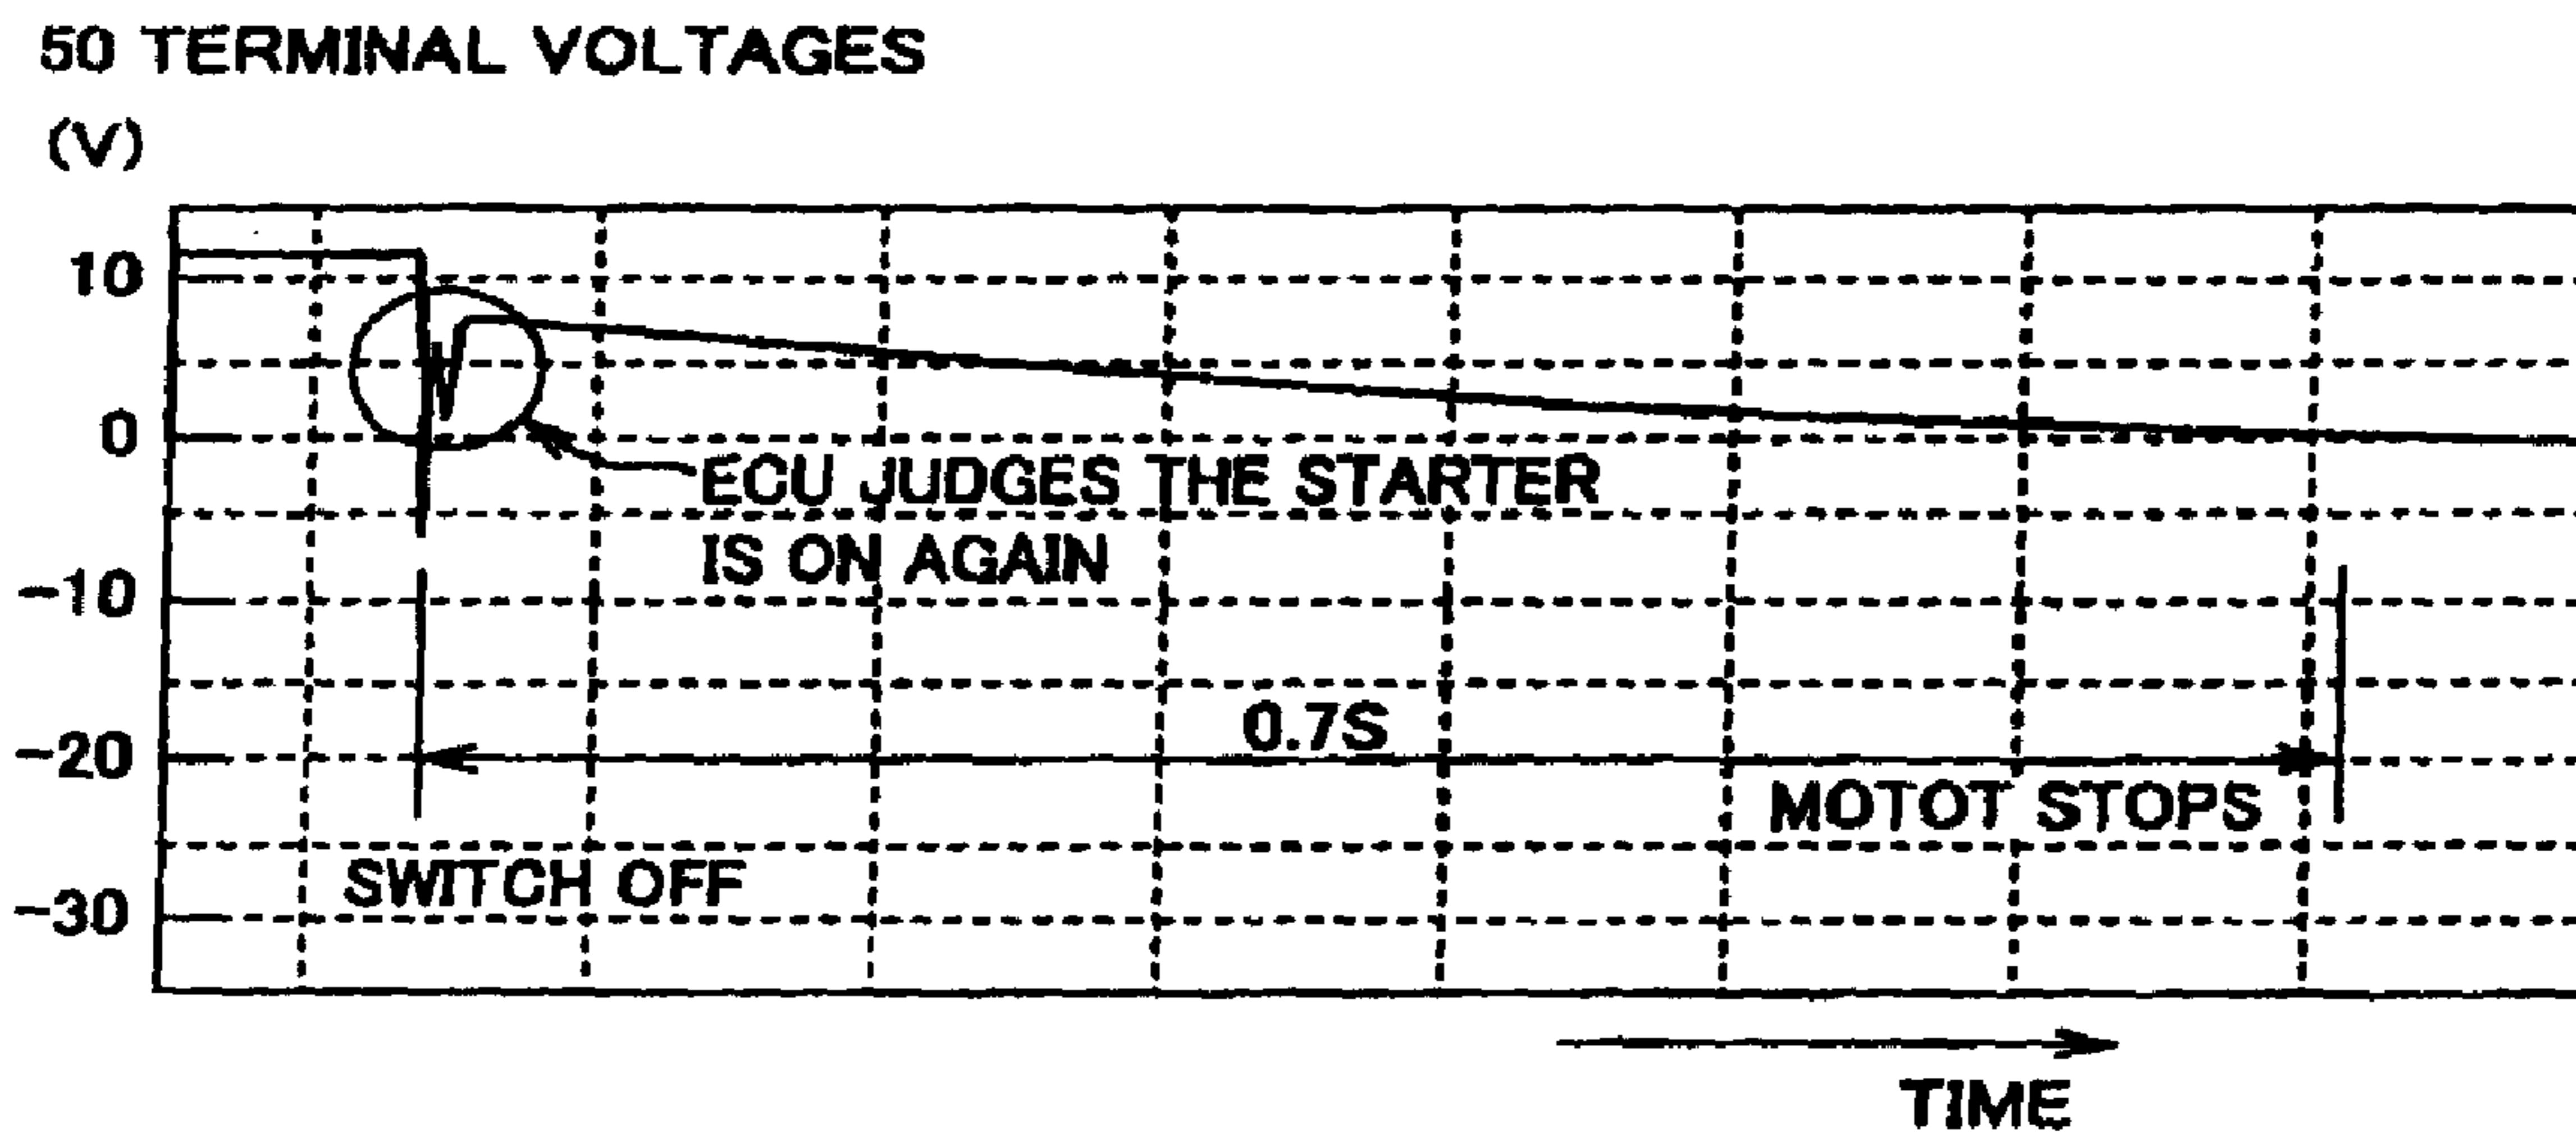 50 TERMINAL VOLTAGES
(V)
10
0
ECU JUDGES THE STARTER
IS ON AGAIN
-10
0.7S
-20
MOTOT STOPS
SWITCH OFF
-30
TIME